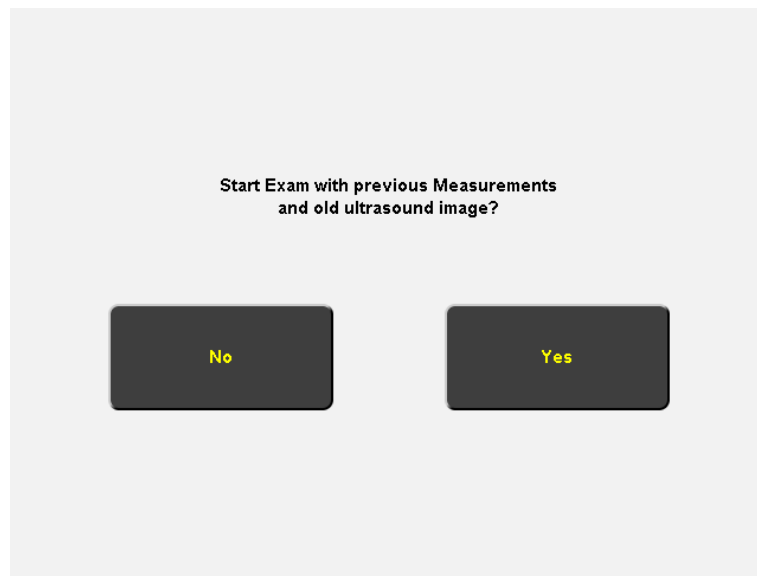 Start Exam with previous Measurements
and old ultrasound image?
No
Yes